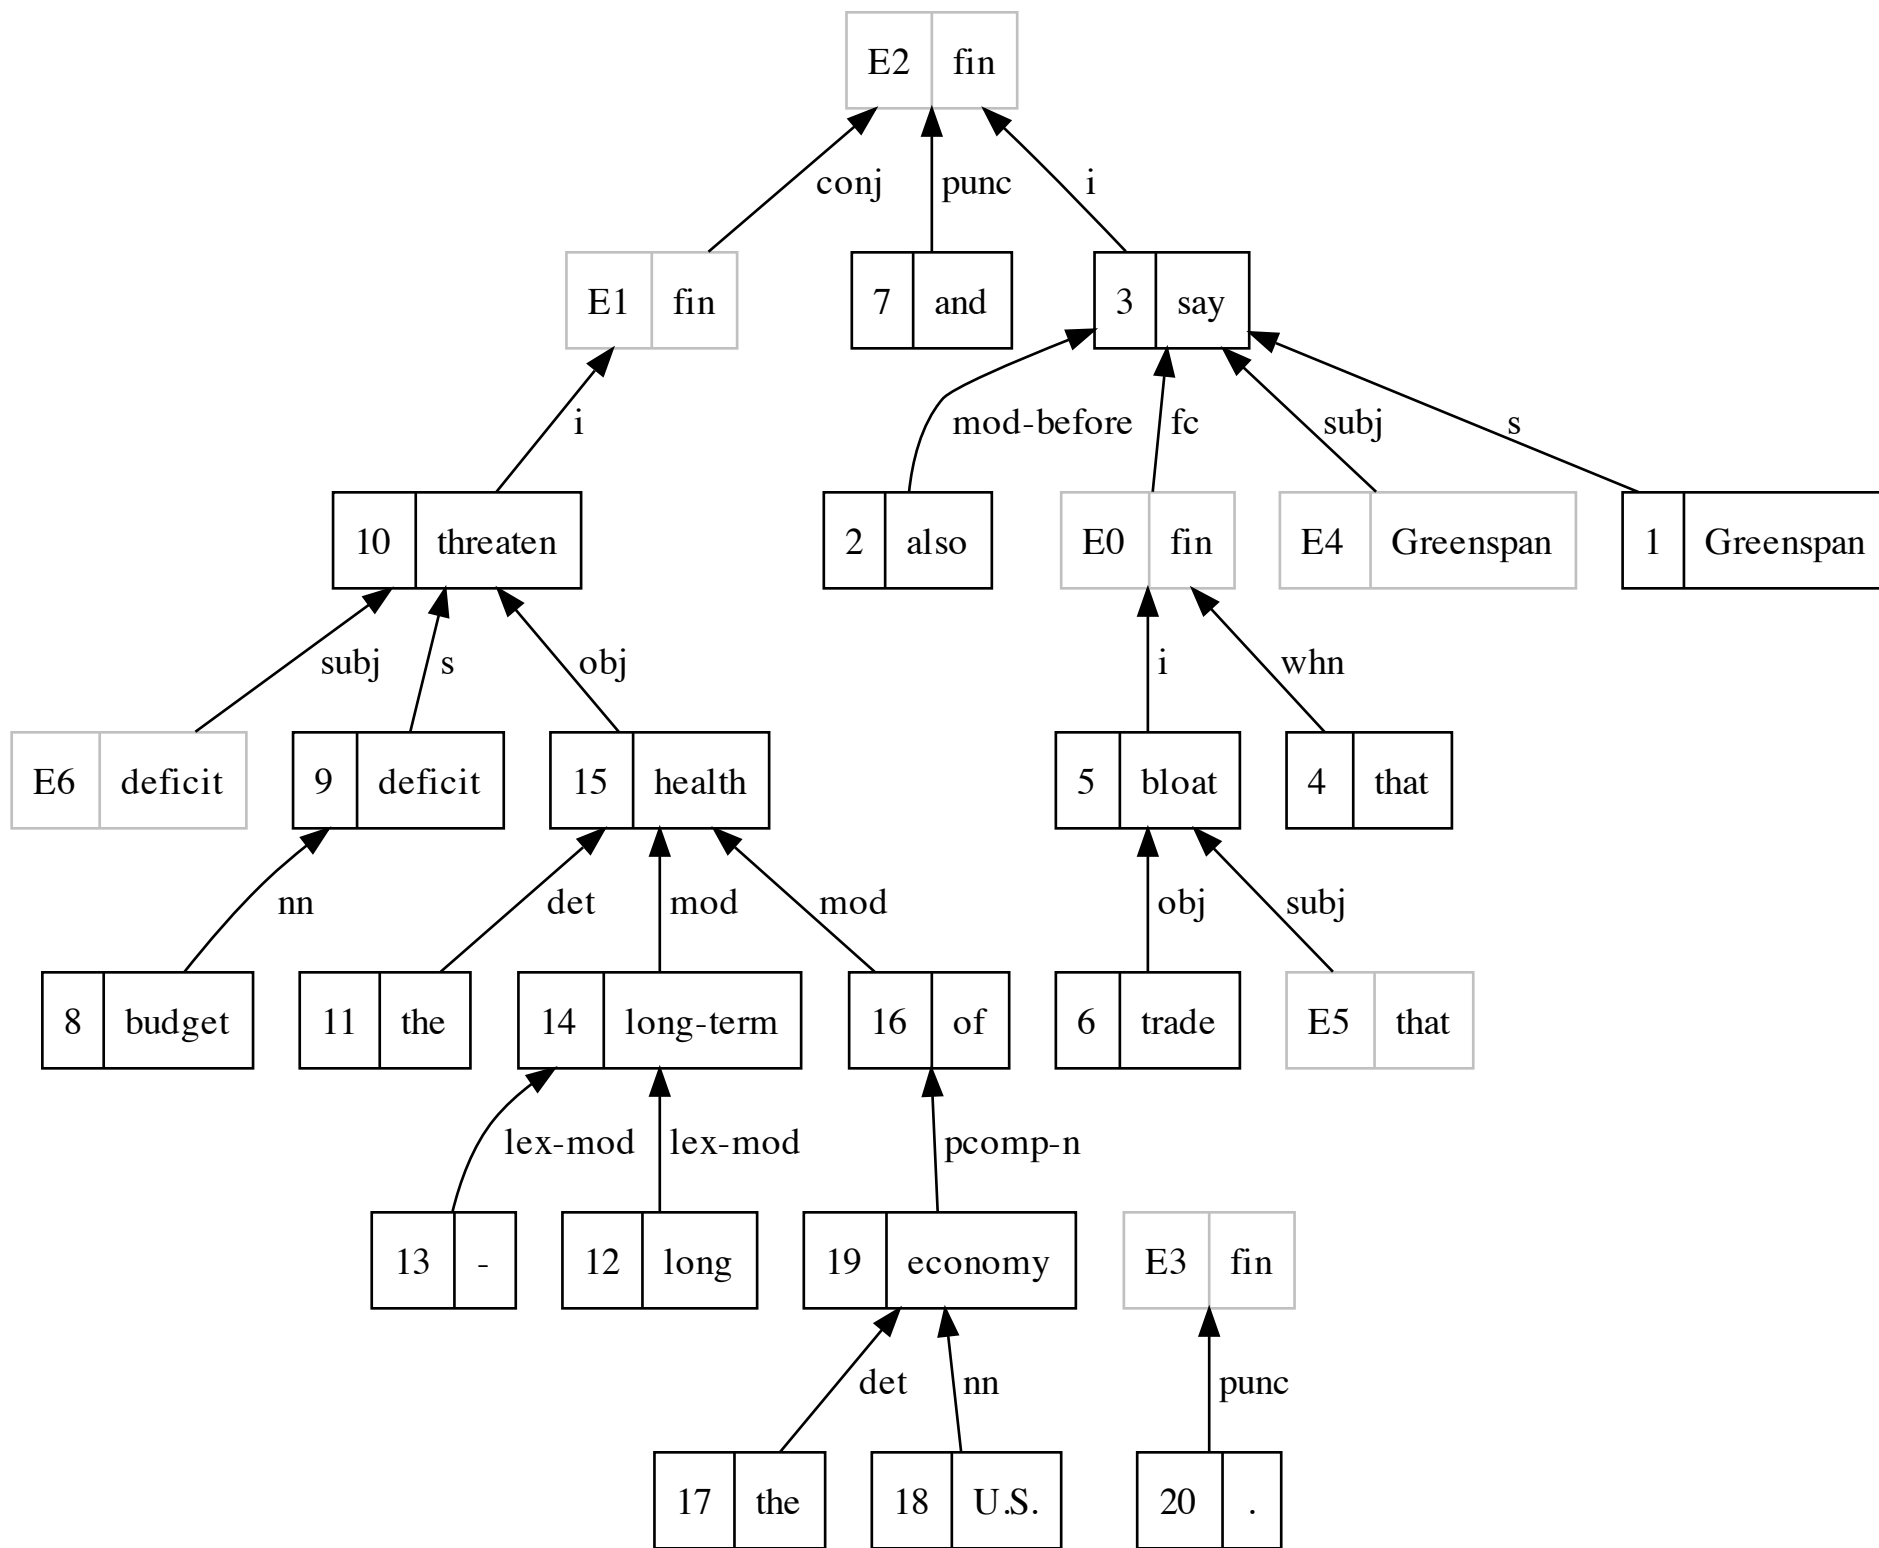 E2 fin
conj punc i
E1 fin 7 and 3 say
i mod-before fc subj s
10 threaten 2 also E0 fin E4 Greenspan 1 Greenspan
subj s obj i whn
E6 deficit 9 deficit 15 health 5 bloat 4 that
nn det mod mod obj subj
8 budget 11 the 14 long-term 16 of 6 trade E5 that
lex-mod lex-mod pcomp-n
13 - 12 long 19 economy E3 fin
det nn punc
17 the 18 U.S. 20 .